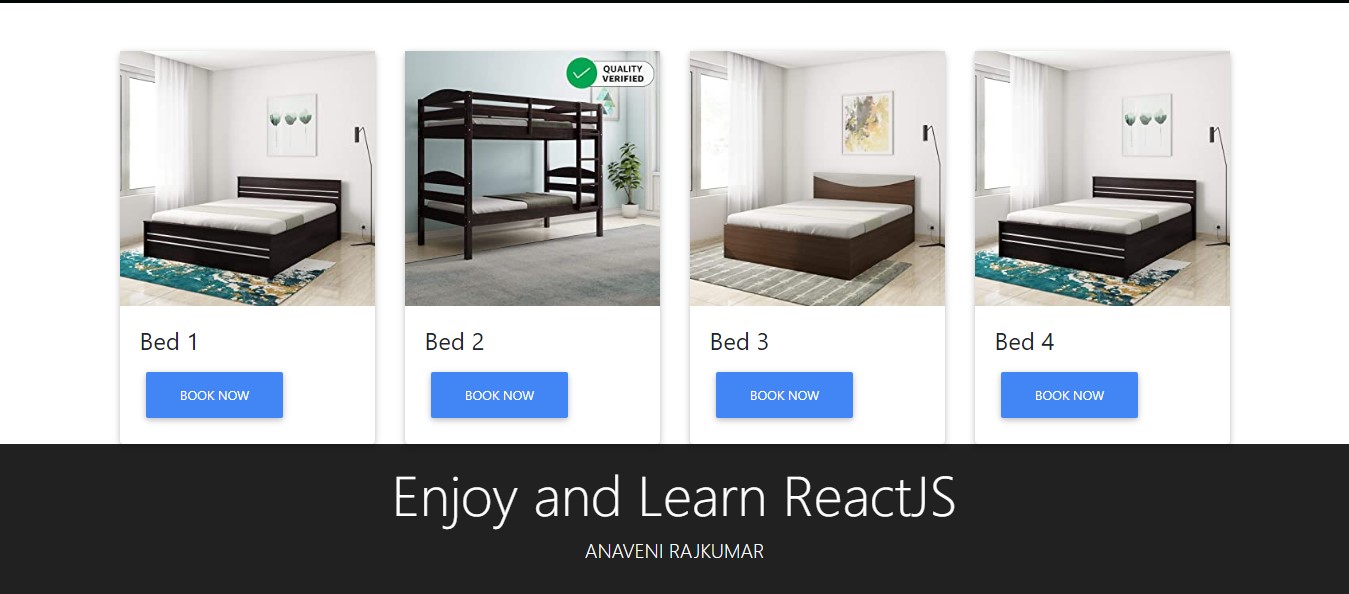 QUALITY
VERIFIED
Bed 1
Bed 2
Bed 3
Bed 4
BOOK NOW
BOOK NOW
BOOK NOW
BOOK NOW
Enjoy and Learn ReactJS
ANAVENI RAJKUMAR